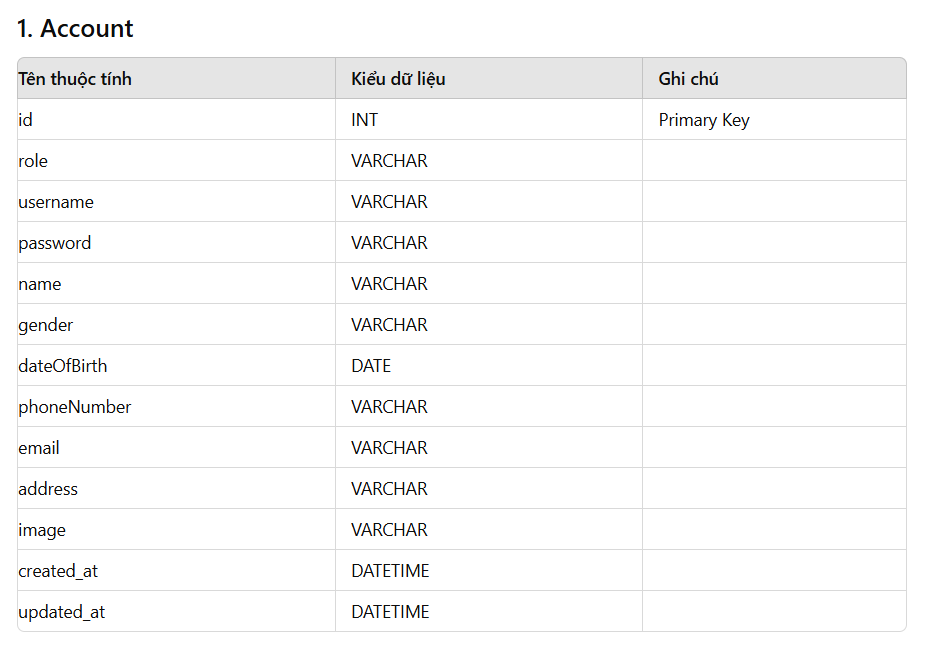 1. Account
Tên thuộc tính Kiểu dữ liệu Ghi chú
id INT Primary Key
role VARCHAR
username VARCHAR
password VARCHAR
name VARCHAR
gender VARCHAR
dateOfBirth DATE
phoneNumber VARCHAR
email VARCHAR
address VARCHAR
image VARCHAR
created_at DATETIME
updated_at DATETIME